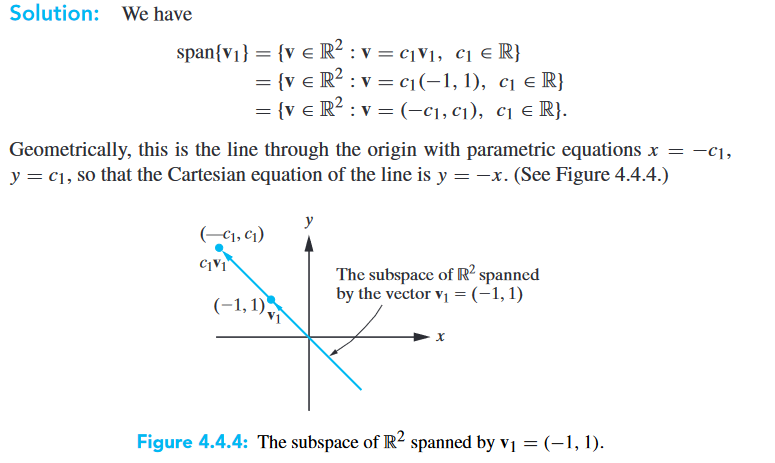 Solution: We have
span{v₁} = {v ∈ ℝ² : v = c₁v₁, c₁ ∈ ℝ}
= {v ∈ ℝ² : v = c₁(−1, 1), c₁ ∈ ℝ}
= {v ∈ ℝ² : v = (−c₁, c₁), c₁ ∈ ℝ}.
Geometrically, this is the line through the origin with parametric equations x = −c₁,
y = c₁, so that the Cartesian equation of the line is y = −x. (See Figure 4.4.4.)
y
(−c₁, c₁)
c₁v₁
The subspace of ℝ² spanned
by the vector v₁ = (−1, 1)
(−1, 1)
v₁
x
Figure 4.4.4: The subspace of ℝ² spanned by v₁ = (−1, 1).